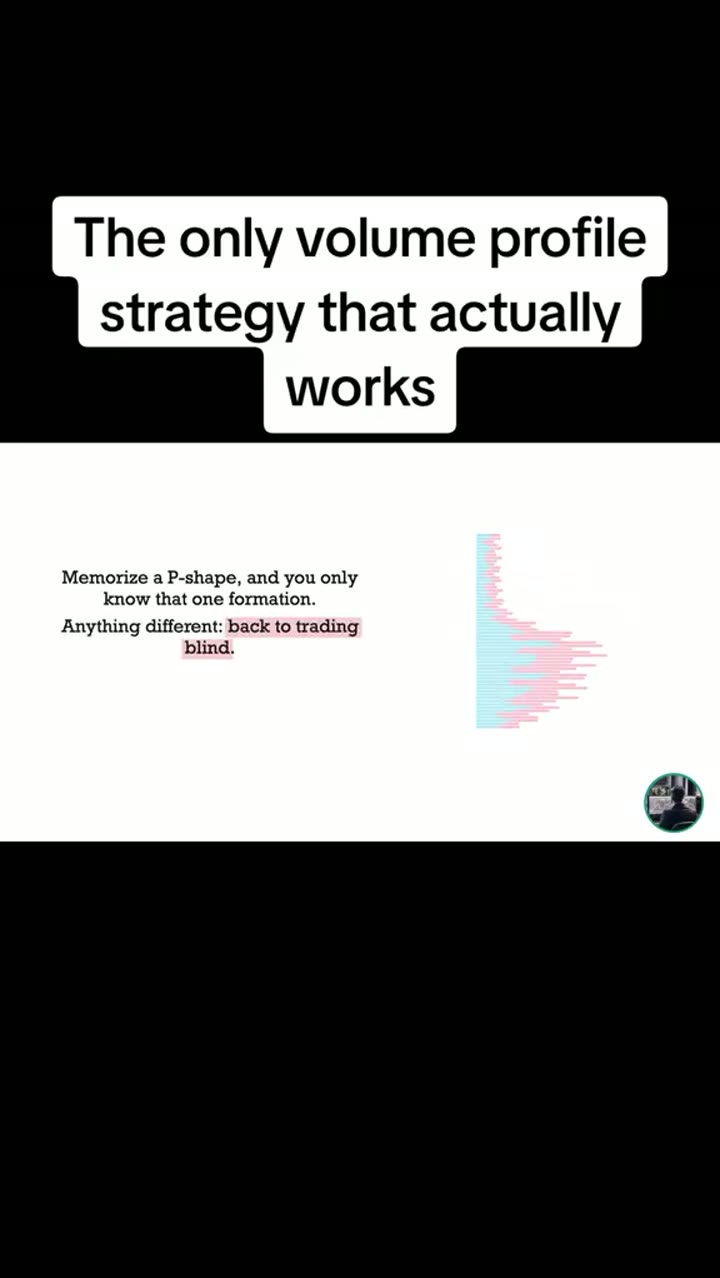 The only volume profile
strategy that actually
works
Memorize a P-shape, and you only
know that one formation.
Anything different: back to trading
blind.